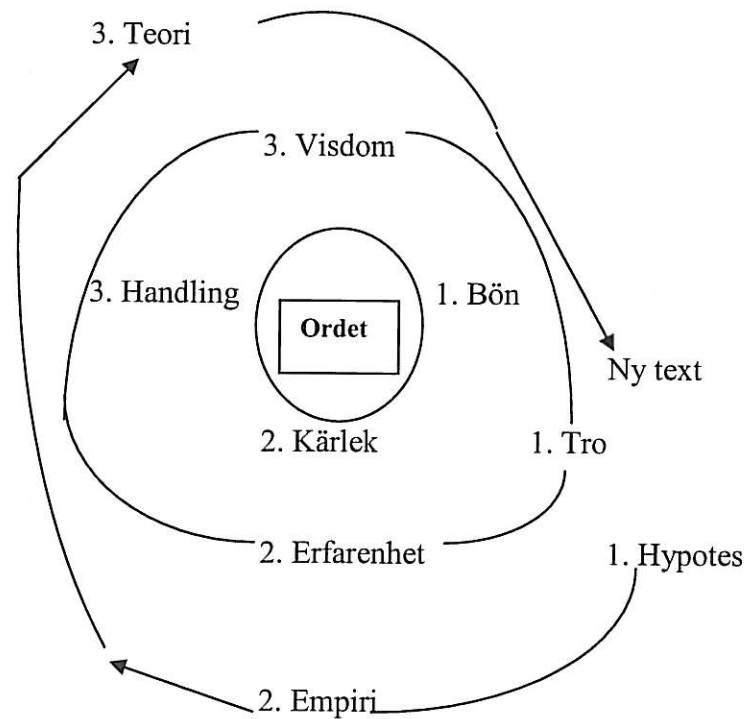 3. Teori
3. Visdom
3. Handling
1. Bön
Ordet
Ny text
2. Kärlek
1. Tro
2. Erfarenhet
1. Hypotes
2. Empiri